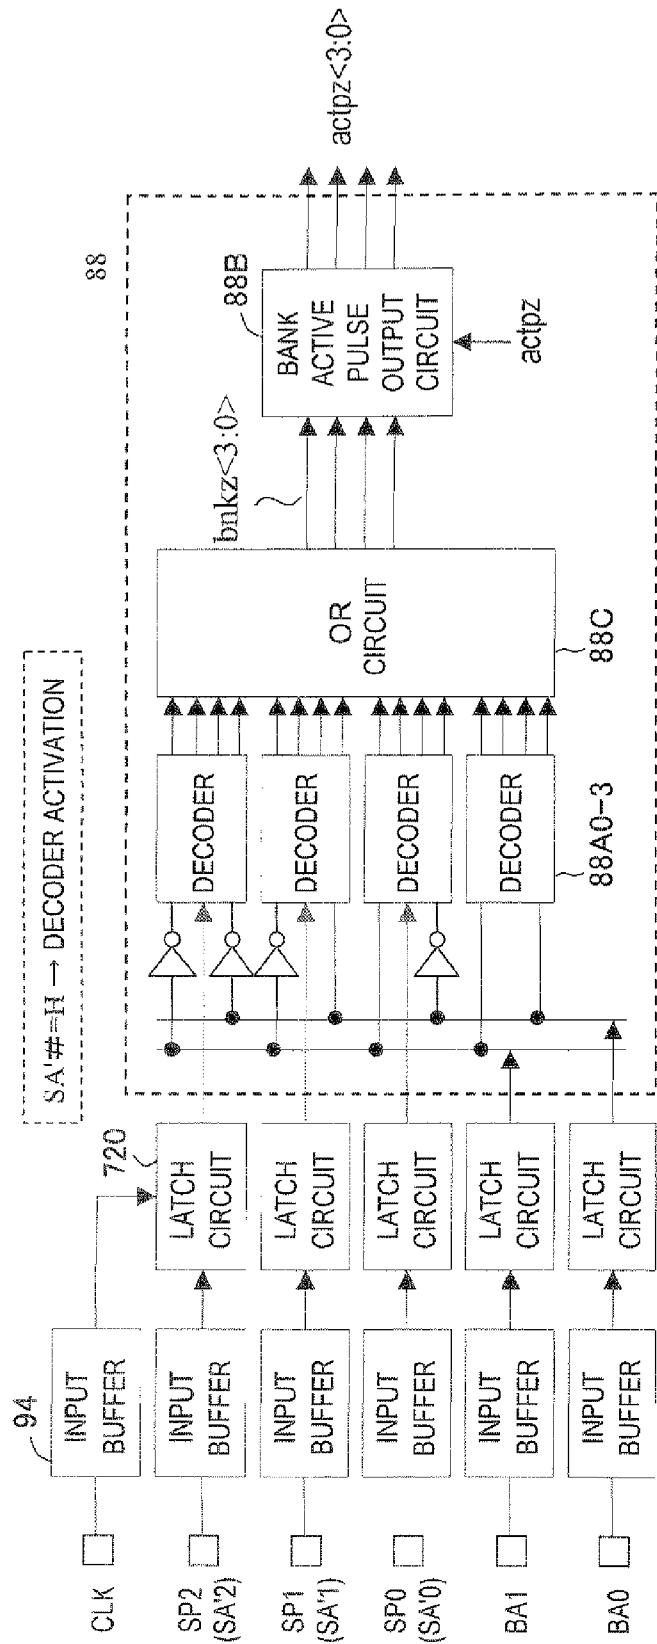 SA'#=H → DECODER ACTIVATION
88
94
720
CLK
INPUT
BUFFER
SP2
(SA'2)
INPUT
BUFFER
LATCH
CIRCUIT
DECODER
SP1
(SA'1)
INPUT
BUFFER
LATCH
CIRCUIT
DECODER
SP0
(SA'0)
INPUT
BUFFER
LATCH
CIRCUIT
DECODER
BA1
INPUT
BUFFER
LATCH
CIRCUIT
DECODER
BA0
INPUT
BUFFER
LATCH
CIRCUIT
88A0-3
OR
CIRCUIT
88C
bnkz<3:0>
88B
BANK
ACTIVE
PULSE
OUTPUT
CIRCUIT
actpz
actpz<3:0>